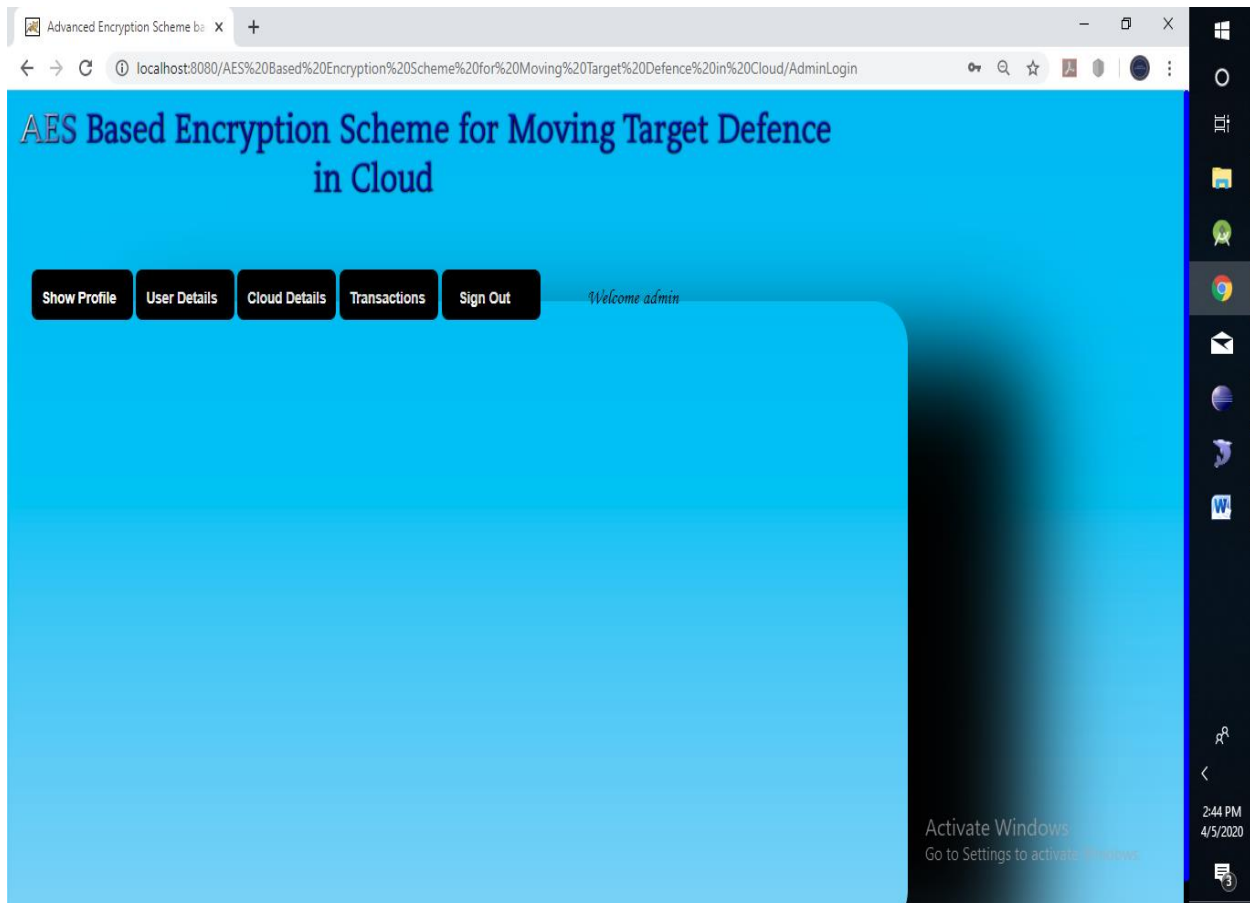 Advanced Encryption Scheme ba
localhost:8080/AES%20Based%20Encryption%20Scheme%20for%20Moving%20Target%20Defence%20in%20Cloud/AdminLogin
AES Based Encryption Scheme for Moving Target Defence
in Cloud
Show Profile User Details Cloud Details Transactions Sign Out Welcome admin
Activate Windows
Go to Settings to activate Windows.
2:44 PM
4/5/2020
3